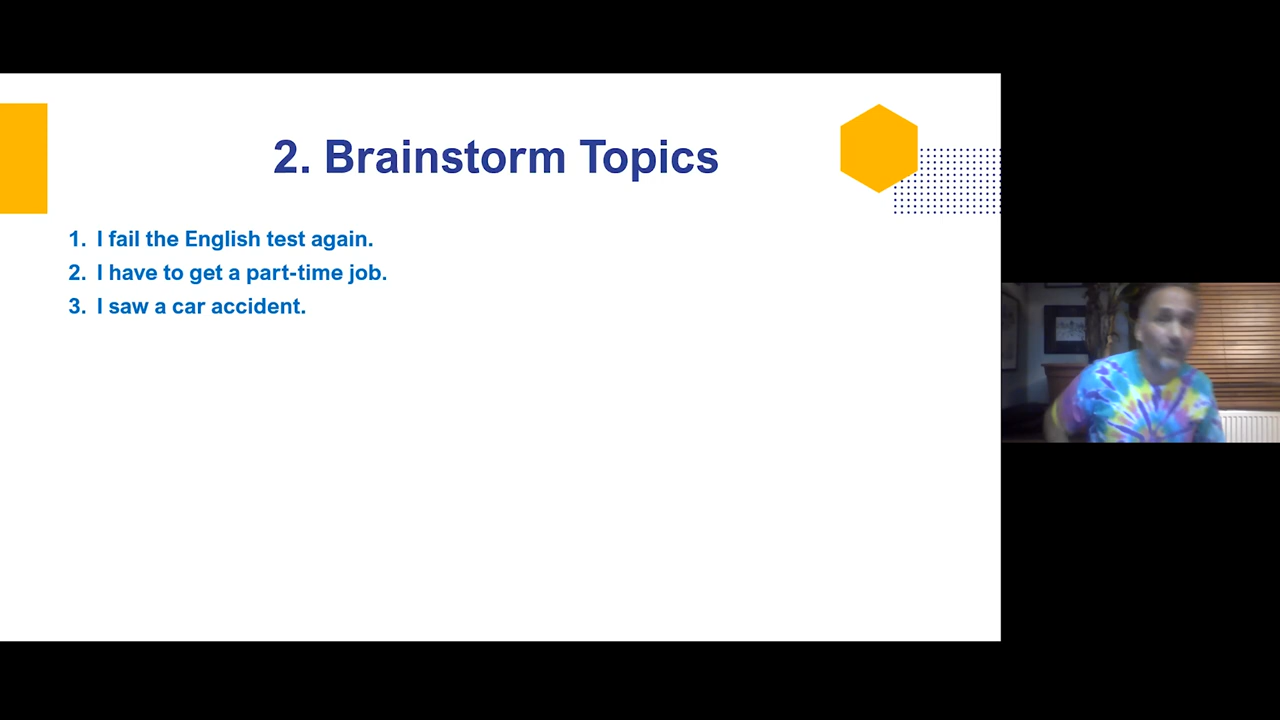 2. Brainstorm Topics
1. I fail the English test again.
2. I have to get a part-time job.
3. I saw a car accident.